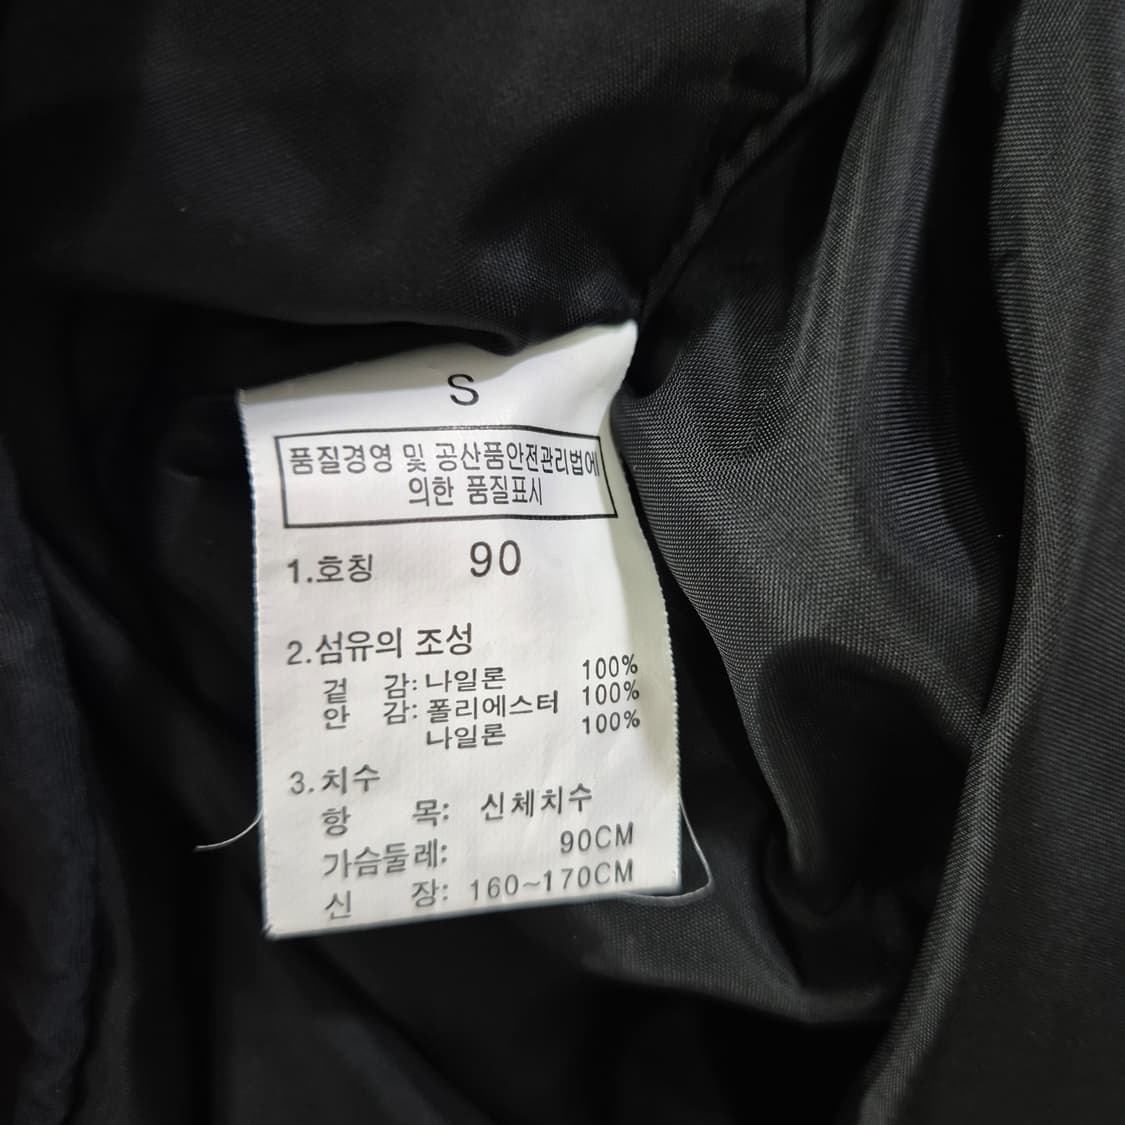 S
품질경영 및 공산품안전관리법에
의한 품질표시
1.호칭 90
2.섬유의 조성
겉 감: 나일론 100%
안 감: 폴리에스터 100%
나일론 100%
3.치수
항 목: 신체치수
가슴둘레: 90CM
신 장: 160~170CM